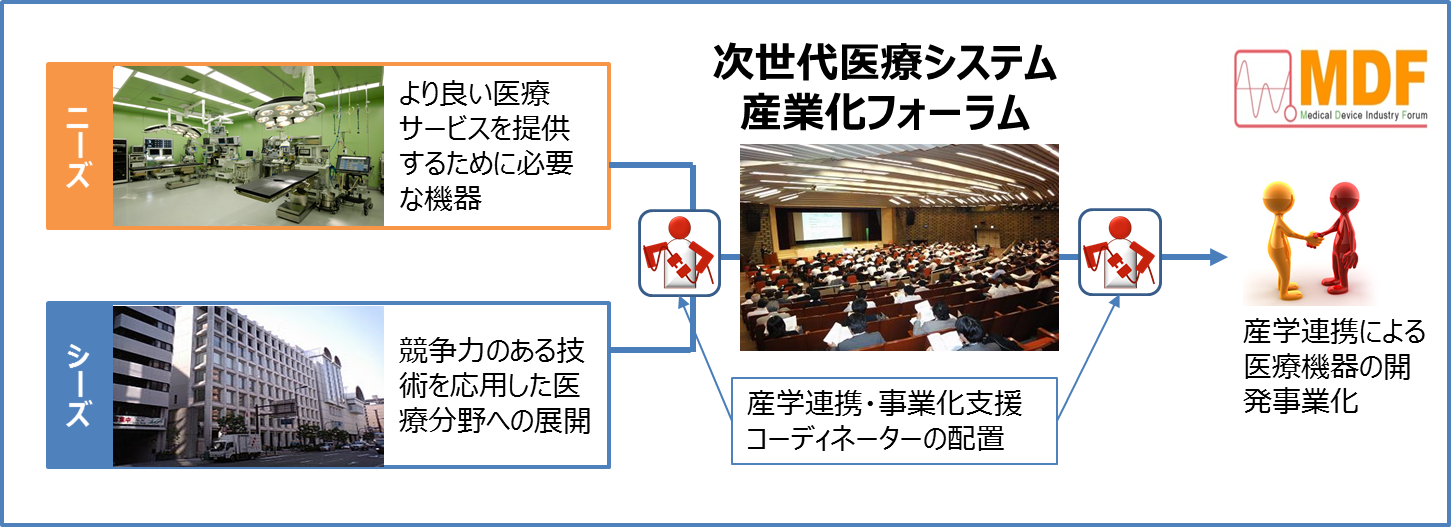 ニーズ
より良い医療
サービスを提供
するために必要
な機器
シーズ
競争力のある技
術を応用した医
療分野への展開
次世代医療システム
産業化フォーラム
産学連携・事業化支援
コーディネーターの配置
MDF
Medical Device Industry Forum
産学連携による
医療機器の開
発事業化